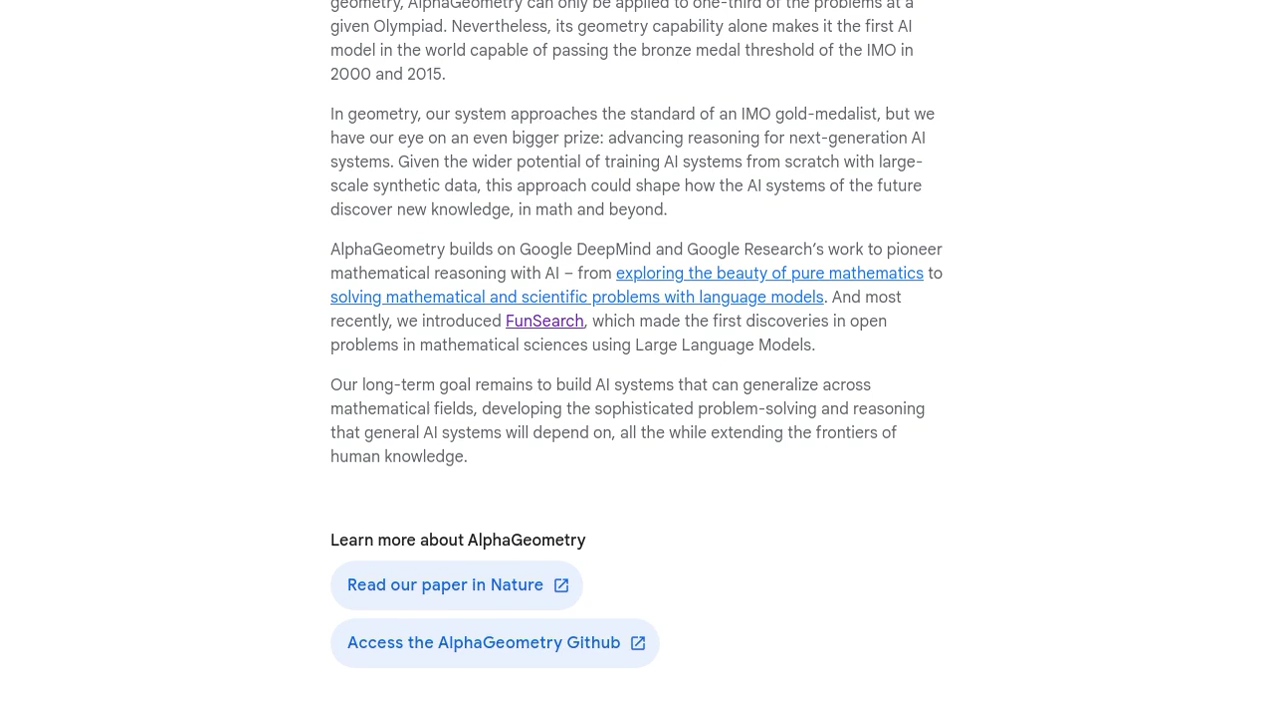 geometry, AlphaGeometry can only be applied to one-third of the problems at a
given Olympiad. Nevertheless, its geometry capability alone makes it the first AI
model in the world capable of passing the bronze medal threshold of the IMO in
2000 and 2015.
In geometry, our system approaches the standard of an IMO gold-medalist, but we
have our eye on an even bigger prize: advancing reasoning for next-generation AI
systems. Given the wider potential of training AI systems from scratch with large-
scale synthetic data, this approach could shape how the AI systems of the future
discover new knowledge, in math and beyond.
AlphaGeometry builds on Google DeepMind and Google Research’s work to pioneer
mathematical reasoning with AI – from exploring the beauty of pure mathematics to
solving mathematical and scientific problems with language models. And most
recently, we introduced FunSearch, which made the first discoveries in open
problems in mathematical sciences using Large Language Models.
Our long-term goal remains to build AI systems that can generalize across
mathematical fields, developing the sophisticated problem-solving and reasoning
that general AI systems will depend on, all the while extending the frontiers of
human knowledge.
Learn more about AlphaGeometry
Read our paper in Nature
Access the AlphaGeometry Github